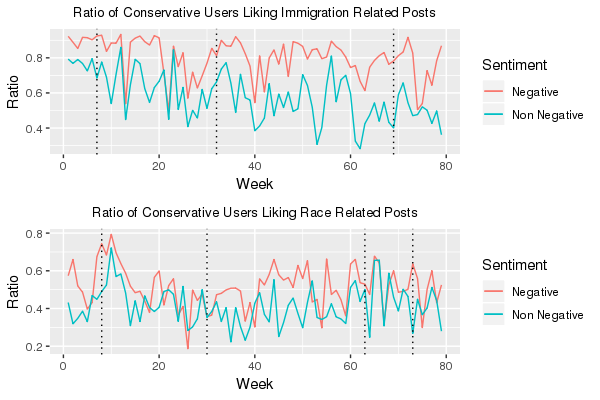 Ratio of Conservative Users Liking Immigration Related Posts
0.8
0.6
0.4
Ratio
0 20 40 60 80
Week
Sentiment
Negative
Non Negative
Ratio of Conservative Users Liking Race Related Posts
0.8
0.6
0.4
0.2
Ratio
0 20 40 60 80
Week
Sentiment
Negative
Non Negative